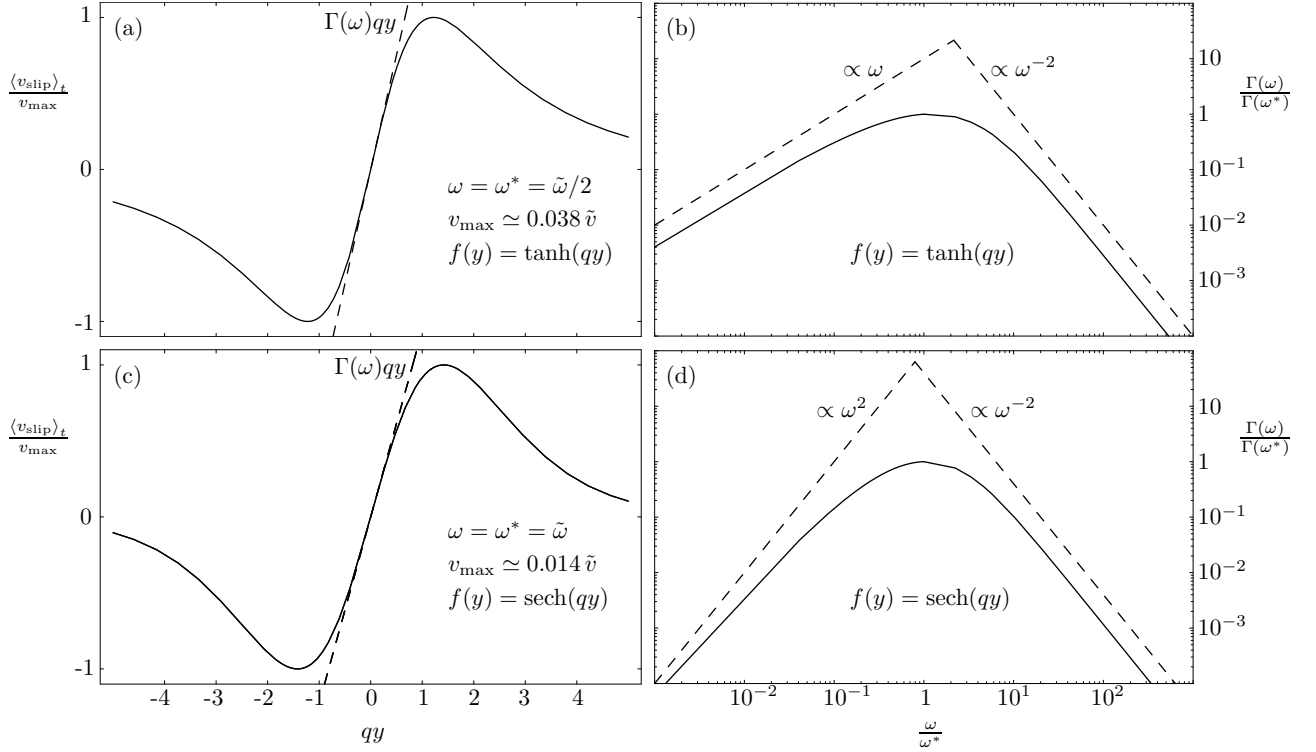 (a)
Γ(ω)qy
1
0
-1
⟨v_slip⟩_t / v_max
ω = ω* = ω̃/2
v_max ≃ 0.038 ṽ
f(y) = tanh(qy)
(b)
∝ ω
∝ ω^−2
f(y) = tanh(qy)
10
1
10^−1
10^−2
10^−3
Γ(ω) / Γ(ω*)
(c)
Γ(ω)qy
1
0
-1
⟨v_slip⟩_t / v_max
ω = ω* = ω̃
v_max ≃ 0.014 ṽ
f(y) = sech(qy)
-4 -3 -2 -1 0 1 2 3 4
qy
(d)
∝ ω^2
∝ ω^−2
f(y) = sech(qy)
10
1
10^−1
10^−2
10^−3
Γ(ω) / Γ(ω*)
10^−2 10^−1 1 10^1 10^2
ω / ω*